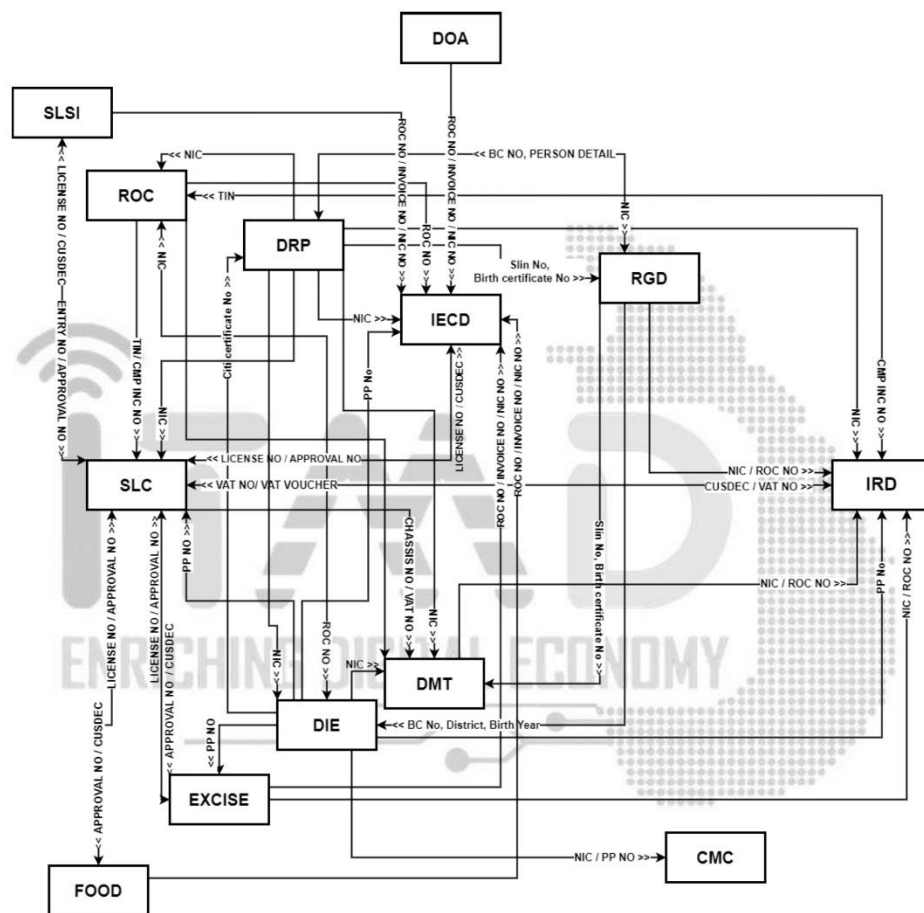 DOA
SLSI
ROC NO / INVOICE NO / NIC NO >>
ROC NO / INVOICE NO / NIC NO >>
<< NIC
<< BC NO, PERSON DETAIL
ROC
<< TIN
NIC >>
DRP
ROC NO >>
<< LICENSE NO / CUSDEC
ENTRY NO / APPROVAL NO >>
<< NIC
Slin No,
Birth certificate No >>
RGD
Citi certificate No >>
IECD
NIC >>
TIN/ CMP INC NO >>
NIC >>
PP No
LICENSE NO / CUSDEC >>
ROC NO / INVOICE NO / NIC NO >>
<< ROC NO / INVOICE NO / NIC NO
NIC >>
CMP INC NO >>
<< LICENSE NO / APPROVAL NO
SLC
<< VAT NO/ VAT VOUCHER
NIC / ROC NO >>
CUSDEC / VAT NO >>
IRD
<< PP NO
CHASSIS NO / VAT NO >>
NIC >>
Slin No, Birth certificate No >>
NIC / ROC NO >>
PP No
NIC / ROC NO >>
LICENSE NO / APPROVAL NO >>
<< APPROVAL NO / CUSDEC
LICENSE NO / APPROVAL NO >>
<< APPROVAL NO / CUSDEC
ITMD
ENRICHING DIGITAL ECONOMY
NIC >>
ROC NO >>
NIC >>
DMT
DIE
<< BC No, District, Birth Year
<< PP NO
EXCISE
NIC / PP NO >>
CMC
FOOD